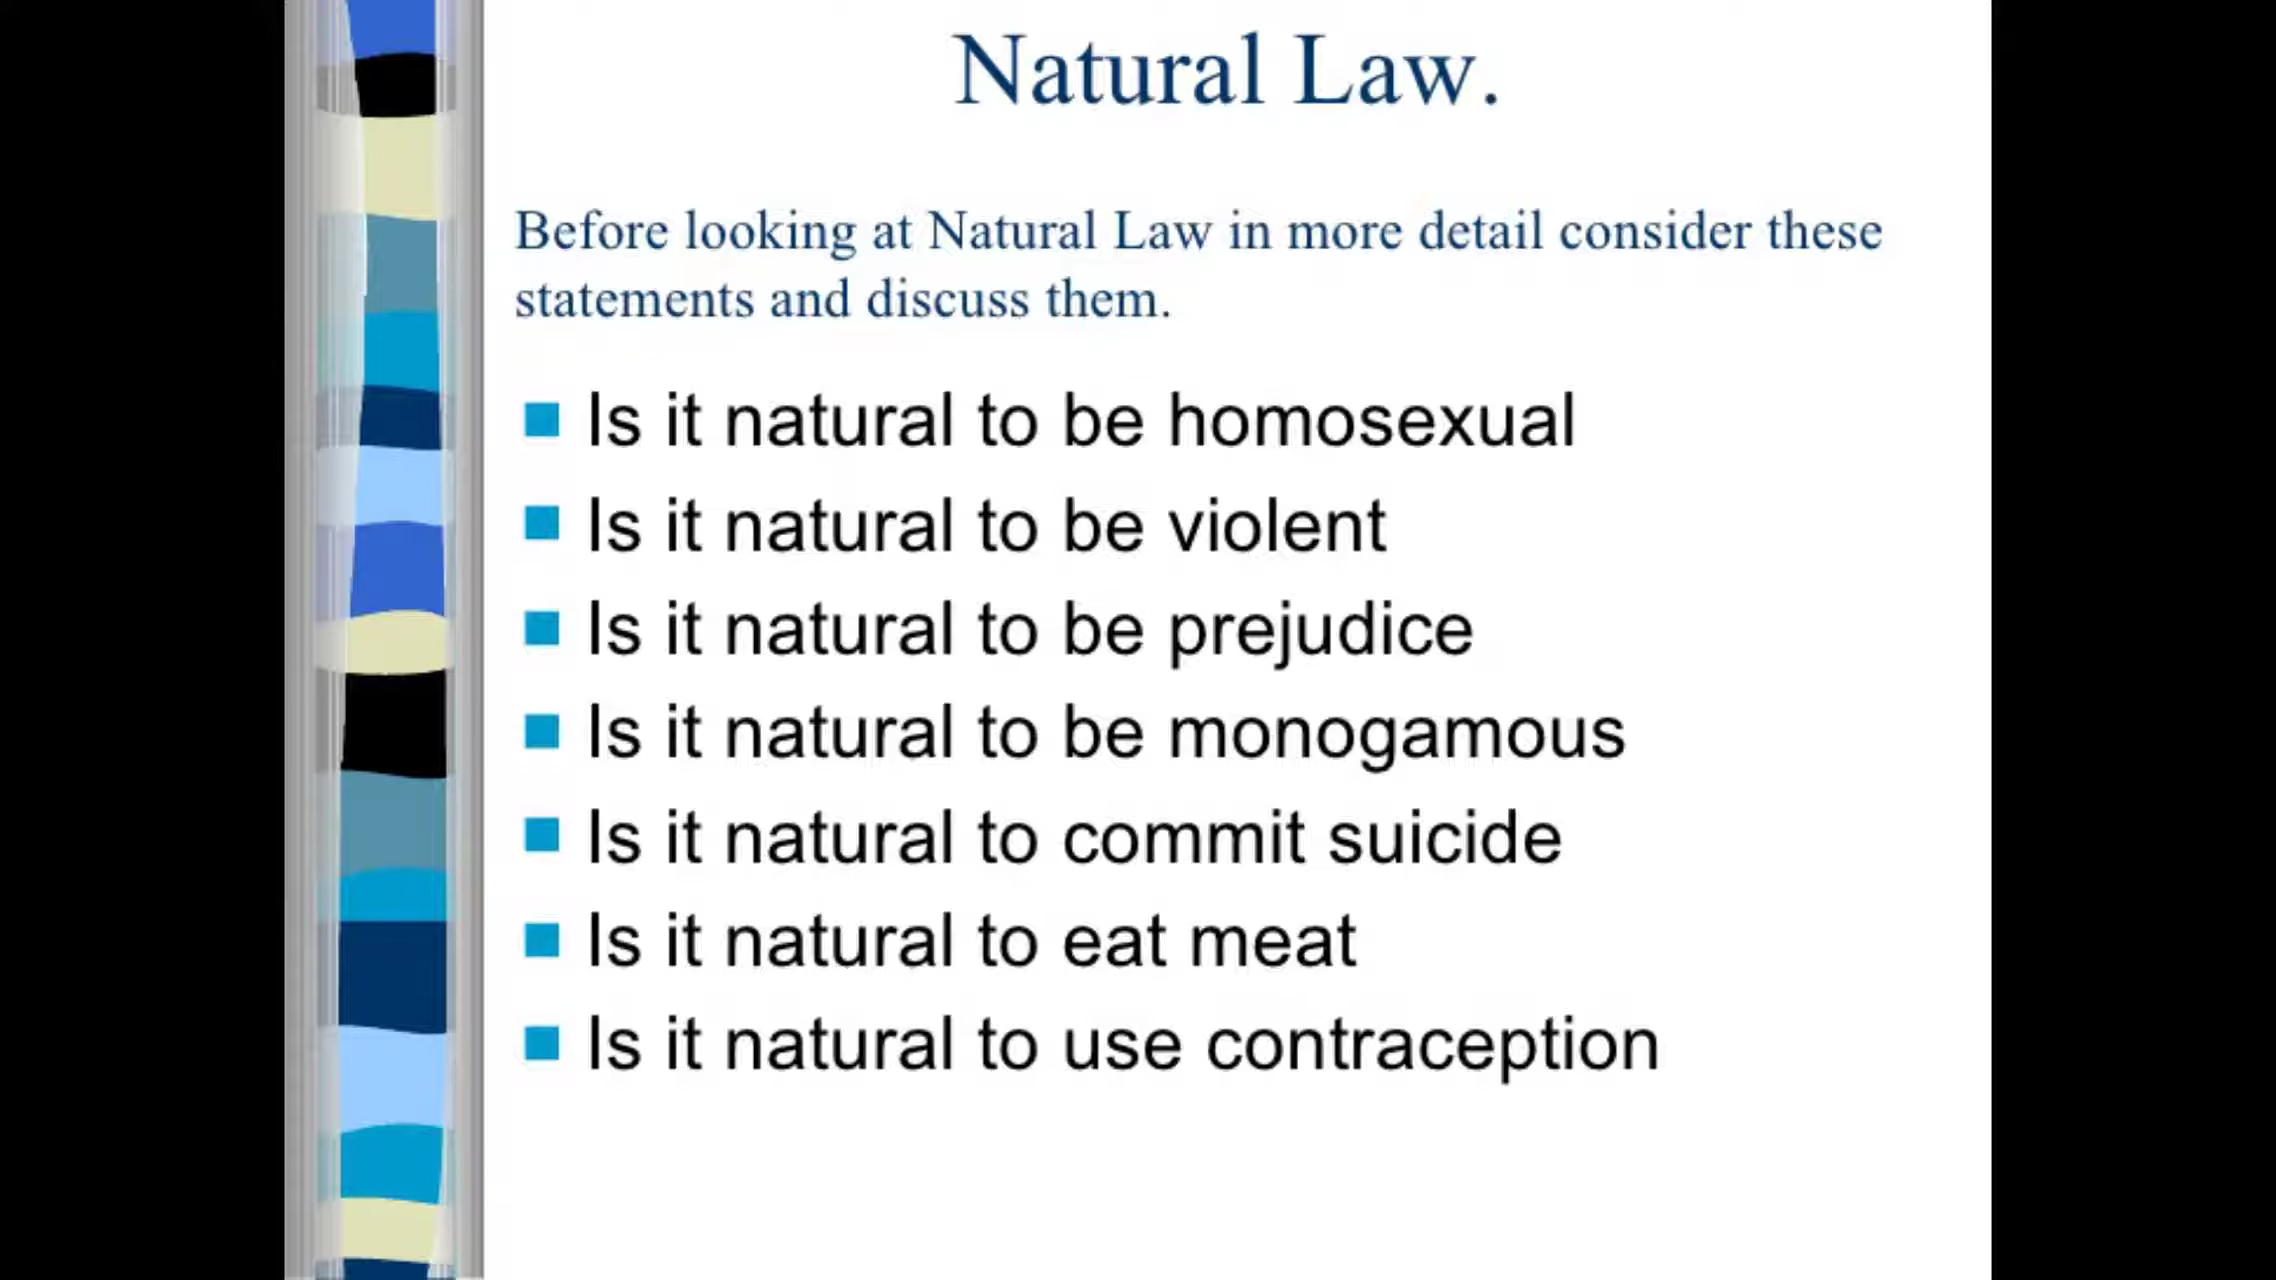 Natural Law.
Before looking at Natural Law in more detail consider these
statements and discuss them.
Is it natural to be homosexual
Is it natural to be violent
Is it natural to be prejudice
Is it natural to be monogamous
Is it natural to commit suicide
Is it natural to eat meat
Is it natural to use contraception